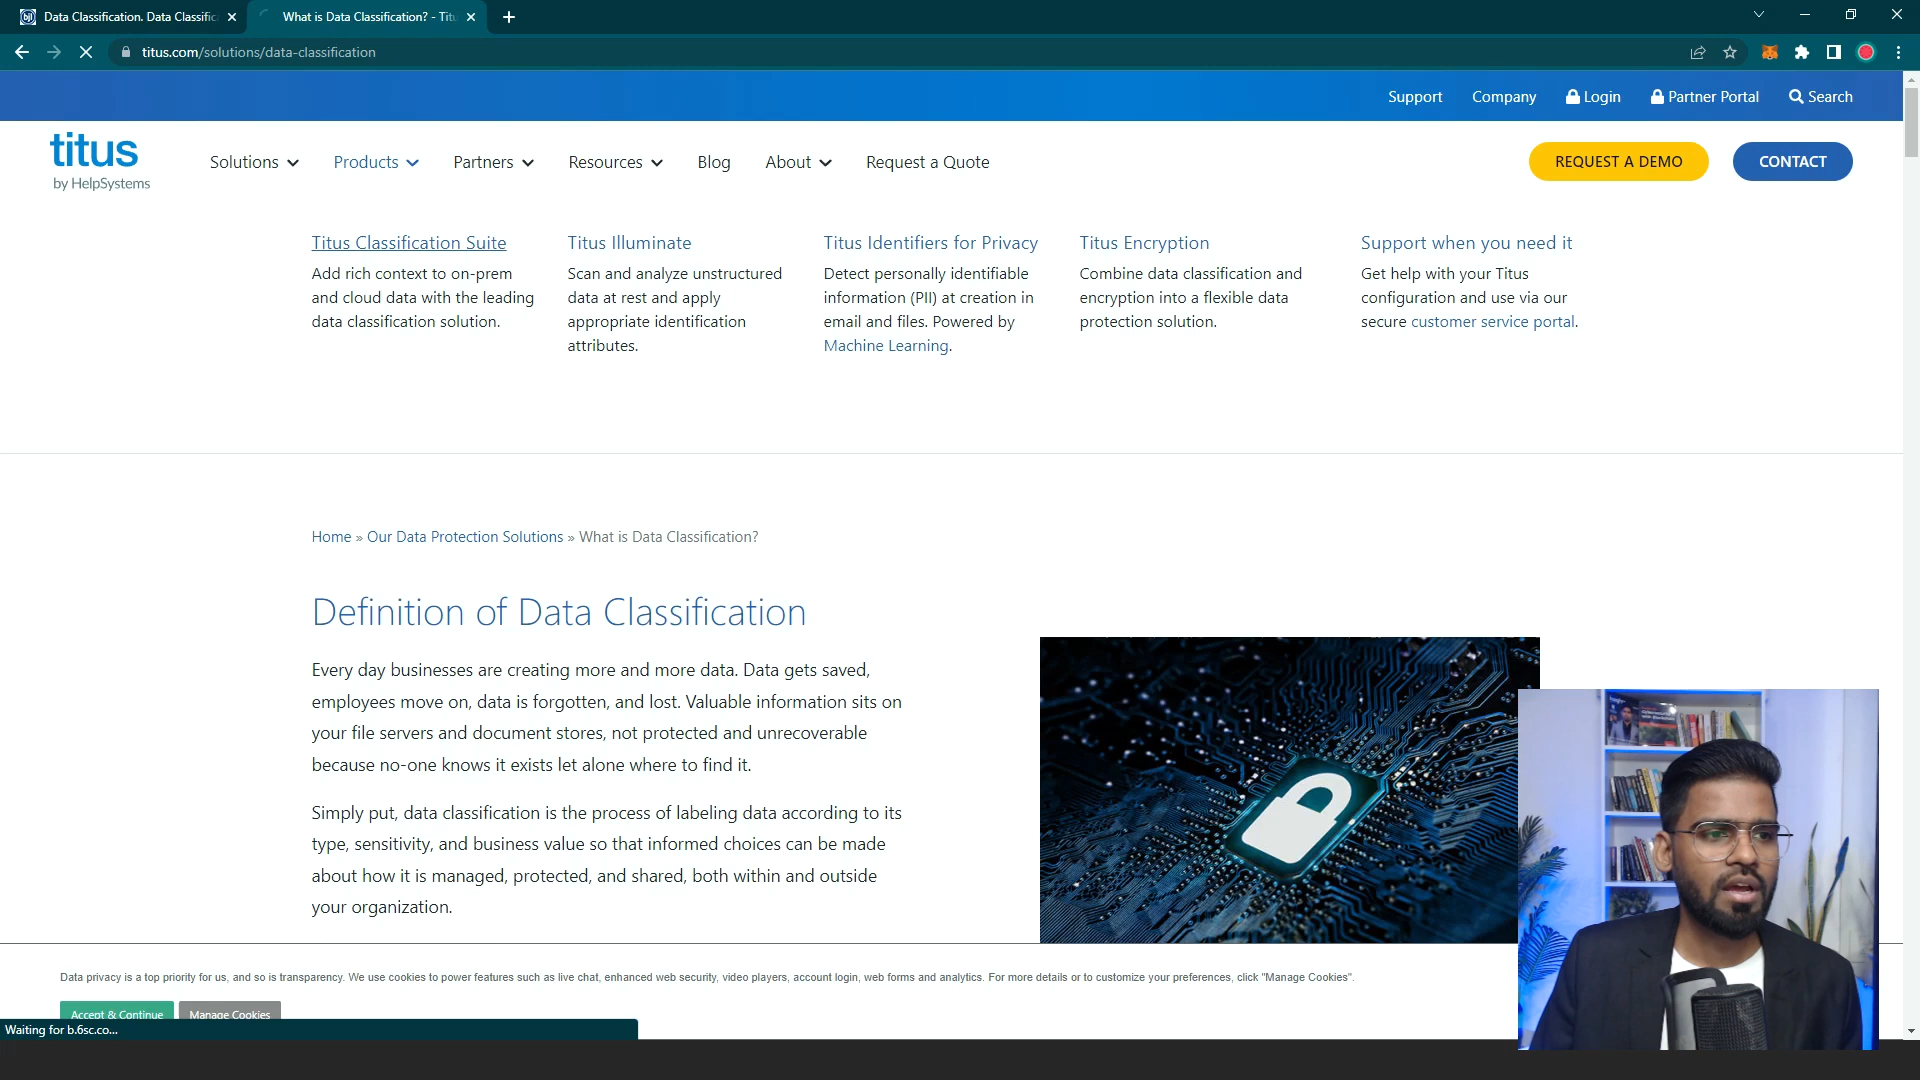 Data Classification. Data Classific
What is Data Classification? - Titu
titus.com/solutions/data-classification
Support
Company
Login
Partner Portal
Search
titus
by HelpSystems
Solutions
Products
Partners
Resources
Blog
About
Request a Quote
REQUEST A DEMO
CONTACT
Titus Classification Suite
Add rich context to on-prem
and cloud data with the leading
data classification solution.
Titus Illuminate
Scan and analyze unstructured
data at rest and apply
appropriate identification
attributes.
Titus Identifiers for Privacy
Detect personally identifiable
information (PII) at creation in
email and files. Powered by
Machine Learning.
Titus Encryption
Combine data classification and
encryption into a flexible data
protection solution.
Support when you need it
Get help with your Titus
configuration and use via our
secure customer service portal.
Home » Our Data Protection Solutions » What is Data Classification?
Definition of Data Classification
Every day businesses are creating more and more data. Data gets saved,
employees move on, data is forgotten, and lost. Valuable information sits on
your file servers and document stores, not protected and unrecoverable
because no-one knows it exists let alone where to find it.
Simply put, data classification is the process of labeling data according to its
type, sensitivity, and business value so that informed choices can be made
about how it is managed, protected, and shared, both within and outside
your organization.
Data privacy is a top priority for us, and so is transparency. We use cookies to power features such as live chat, enhanced web security, video players, account login, web forms and analytics. For more details or to customize your preferences, click "Manage Cookies".
Accept & Continue
Manage Cookies
Waiting for b.6sc.co...